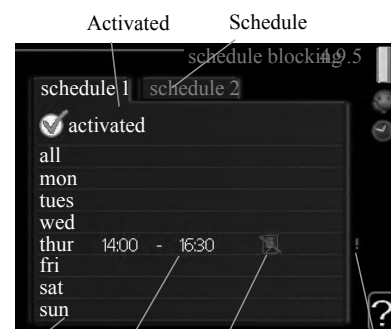 Activated Schedule
schedule blocking 4.9.5
schedule 1 schedule 2
activated
all
mon
tues
wed
thur 14:00 - 16:30
fri
sat
sun
?